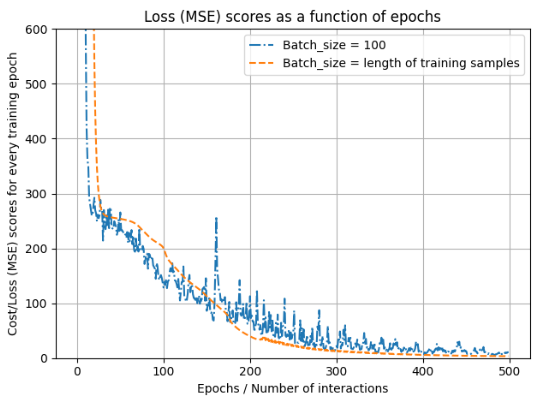 Loss (MSE) scores as a function of epochs
Batch_size = 100
Batch_size = length of training samples
Cost/Loss (MSE) scores for every training epoch
600
500
400
300
200
100
0
0 100 200 300 400 500
Epochs / Number of interactions